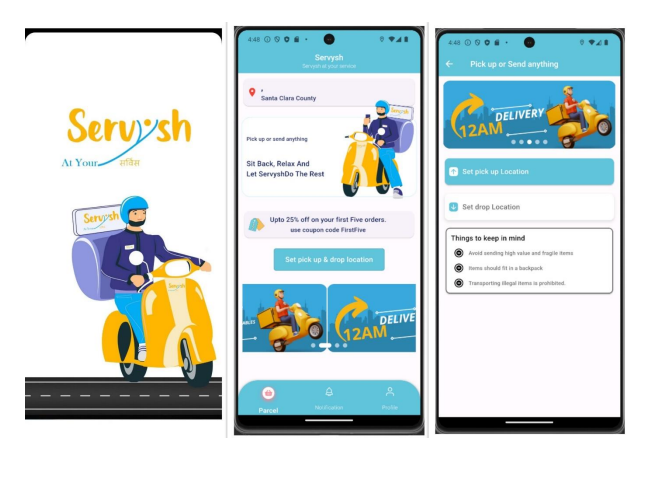 Servysh
At Your सर्विस
Servysh
Servysh
4:48
Servysh
Servysh at your service
Santa Clara County
Pick up or send anything
Sit Back, Relax And
Let ServyshDo The Rest
Upto 25% off on your first Five orders.
use coupon code FirstFive
Set pick up & drop location
12AM
DELIVE
Parcel
Notification
Profile
4:48
Pick up or Send anything
12AM
DELIVERY
Set pick up Location
Set drop Location
Things to keep in mind
Avoid sending high value and fragile items
Items should fit in a backpack
Transporting illegal items is prohibited.